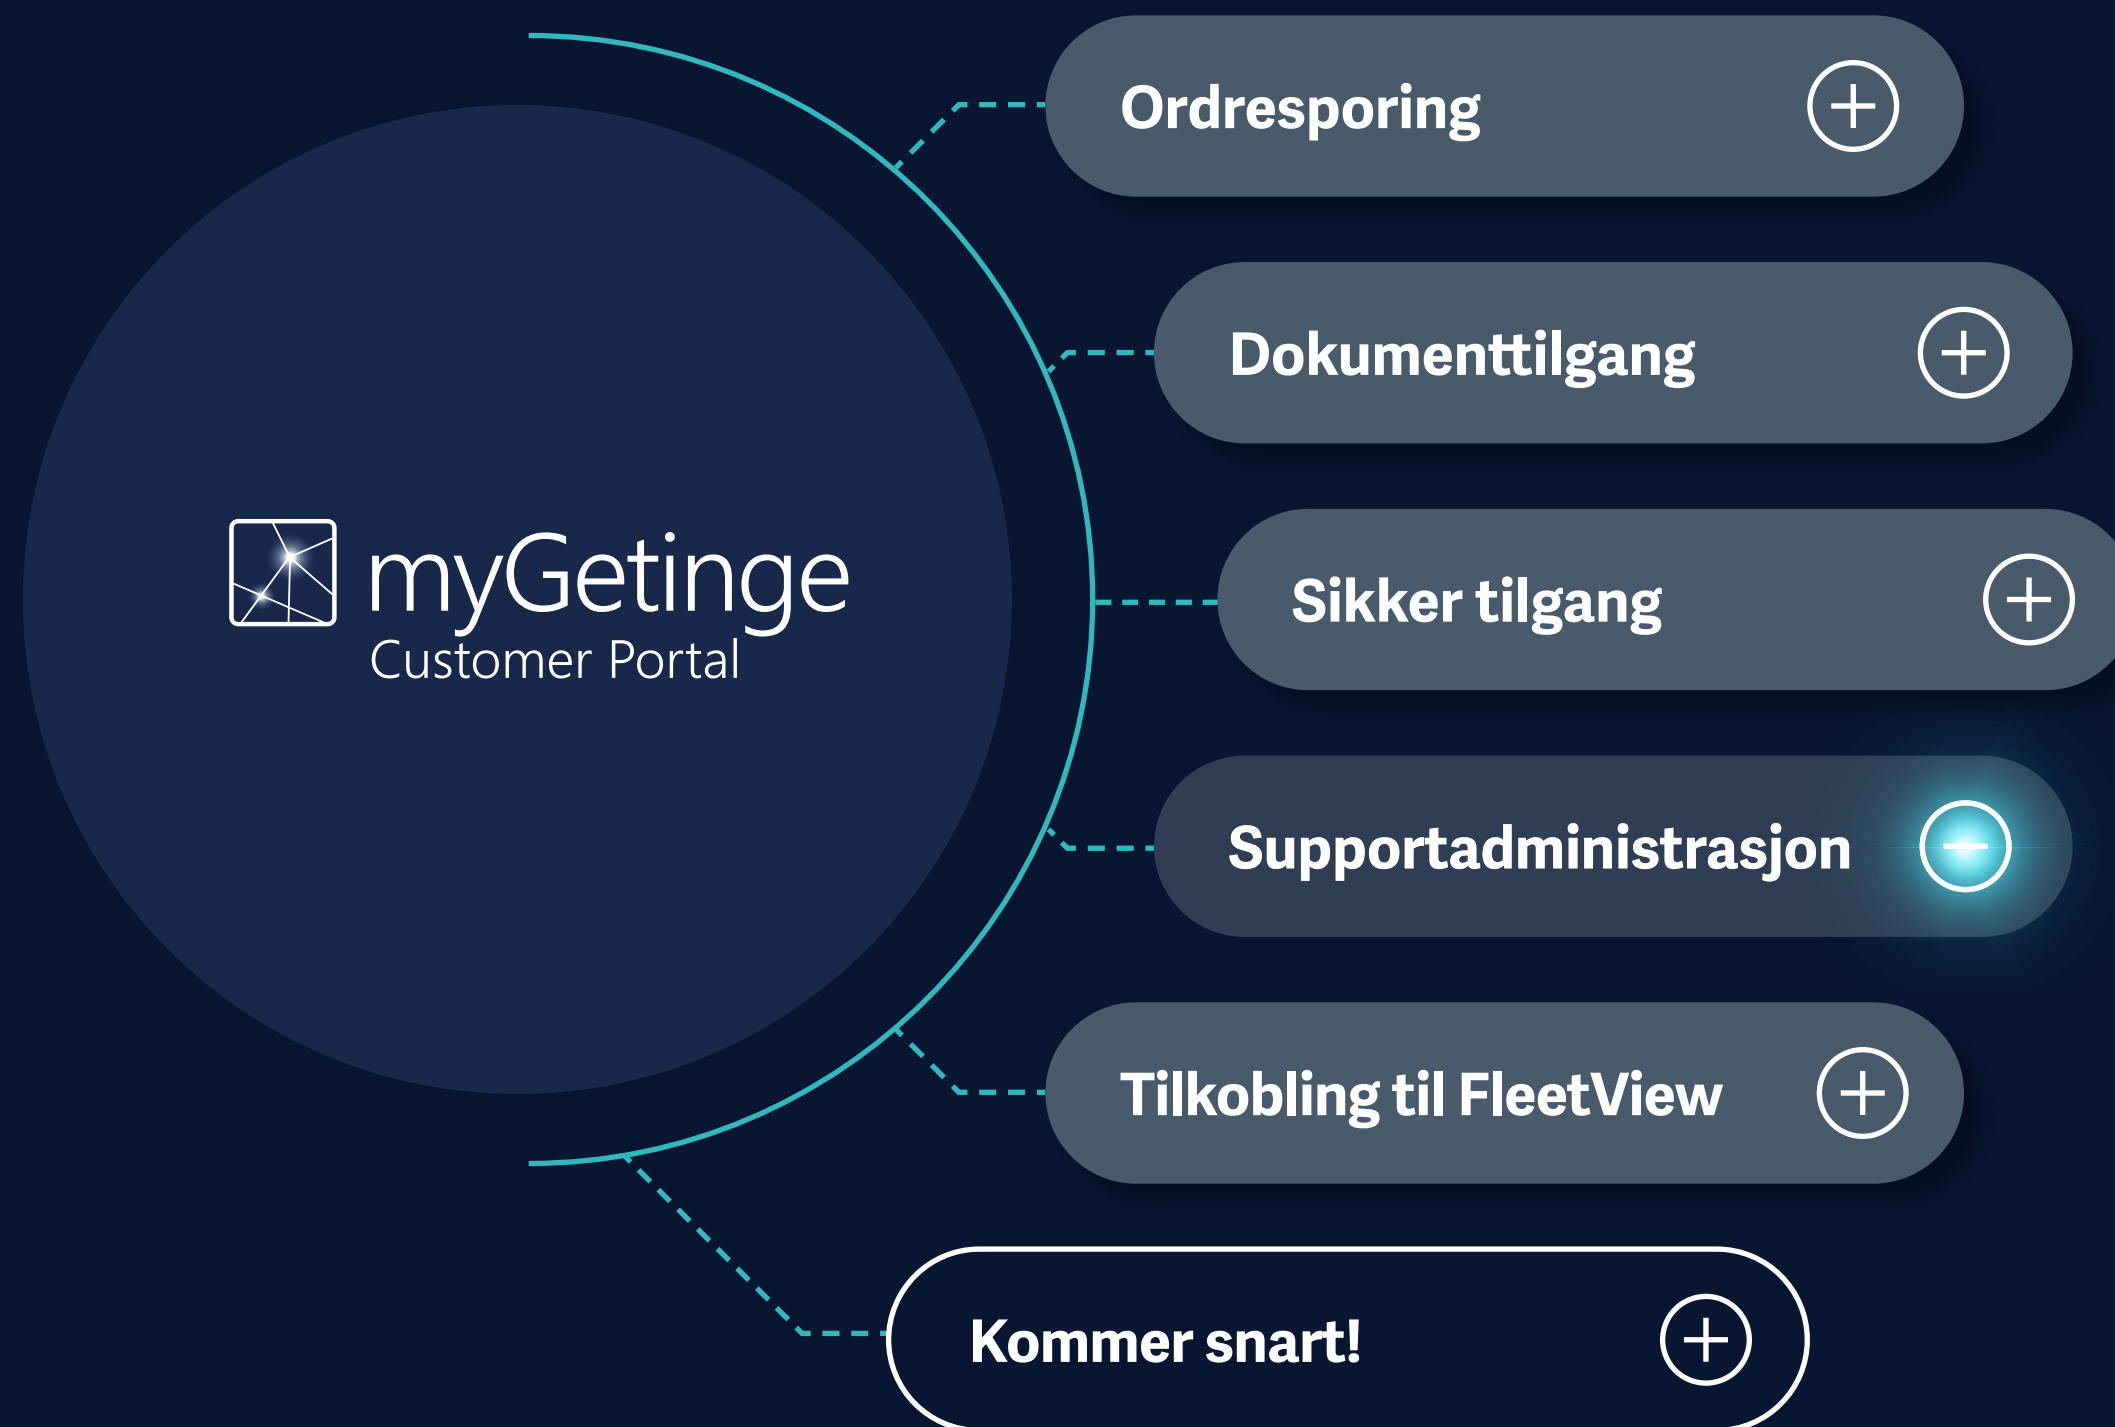 Ordresporing
Dokumenttilgang
myGetinge
Customer Portal
Sikker tilgang
Supportadministrasjon
Tilkobling til FleetView
Kommer snart!